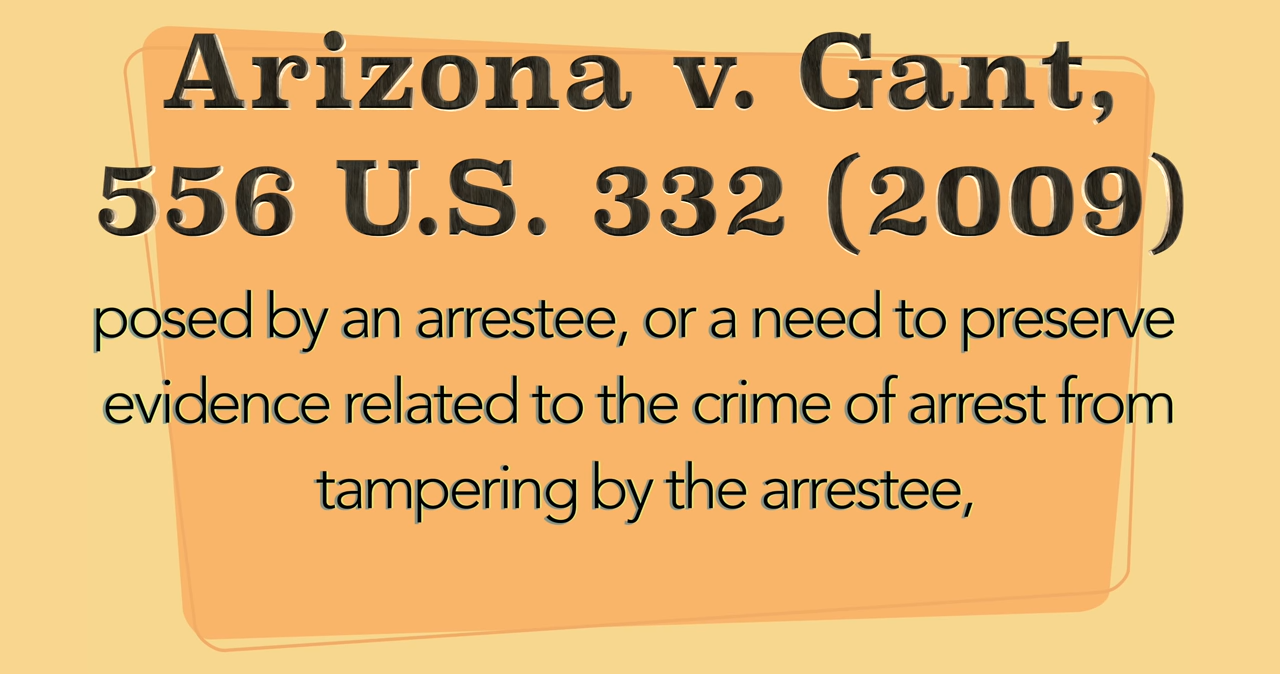 Arizona v. Gant,
556 U.S. 332 (2009)
posed by an arrestee, or a need to preserve
evidence related to the crime of arrest from
tampering by the arrestee,